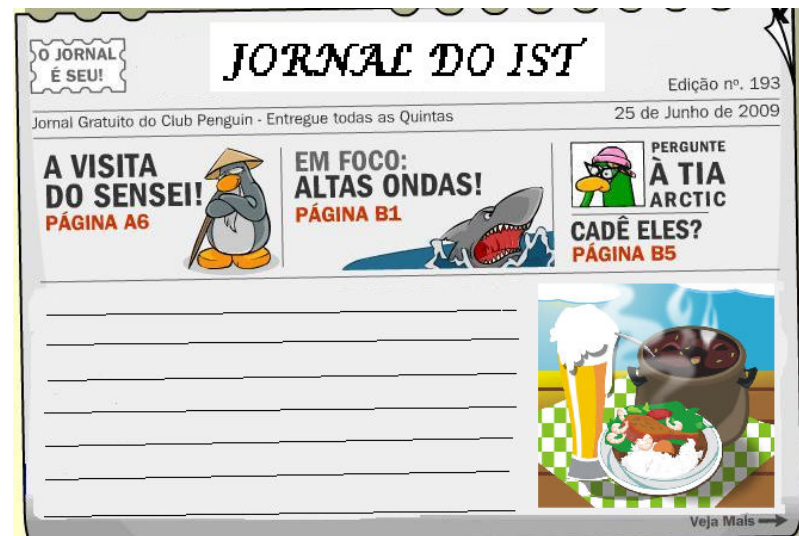 O JORNAL
É SEU!
JORNAL DO IST
Edição nº. 193
Jornal Gratuito do Club Penguin - Entregue todas as Quintas
25 de Junho de 2009
A VISITA
DO SENSEI!
PÁGINA A6
EM FOCO:
ALTAS ONDAS!
PÁGINA B1
PERGUNTE
À TIA
ARCTIC
CADÊ ELES?
PÁGINA B5
Veja Mais